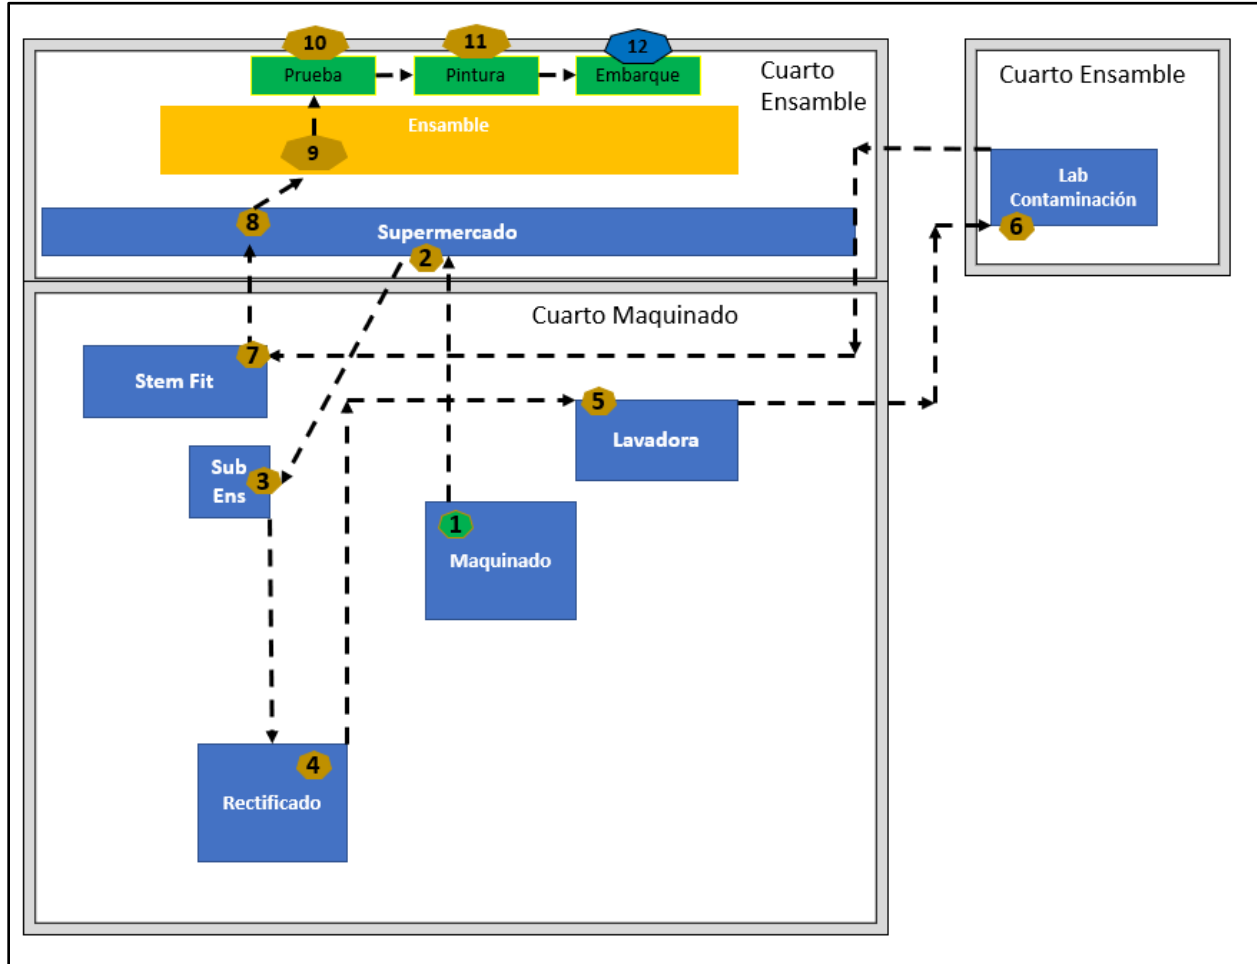 10
11
12
Prueba
Pintura
Embarque
Cuarto
Ensamble
Cuarto Ensamble
Ensamble
9
Lab
Contaminación
6
8
Supermercado
2
Cuarto Maquinado
7
Stem Fit
5
Lavadora
Sub
Ens
3
1
Maquinado
4
Rectificado